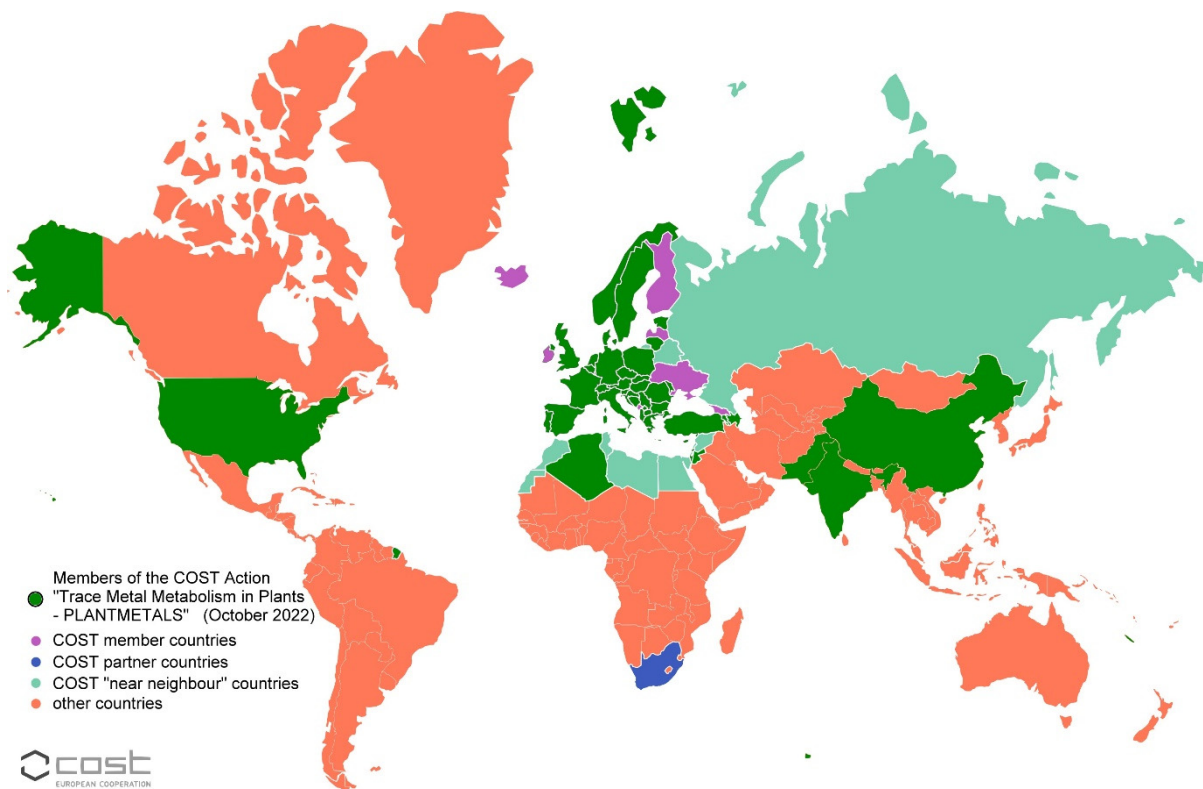 Members of the COST Action
"Trace Metal Metabolism in Plants
- PLANTMETALS" (October 2022)
COST member countries
COST partner countries
COST "near neighbour" countries
other countries
cost
EUROPEAN COOPERATION